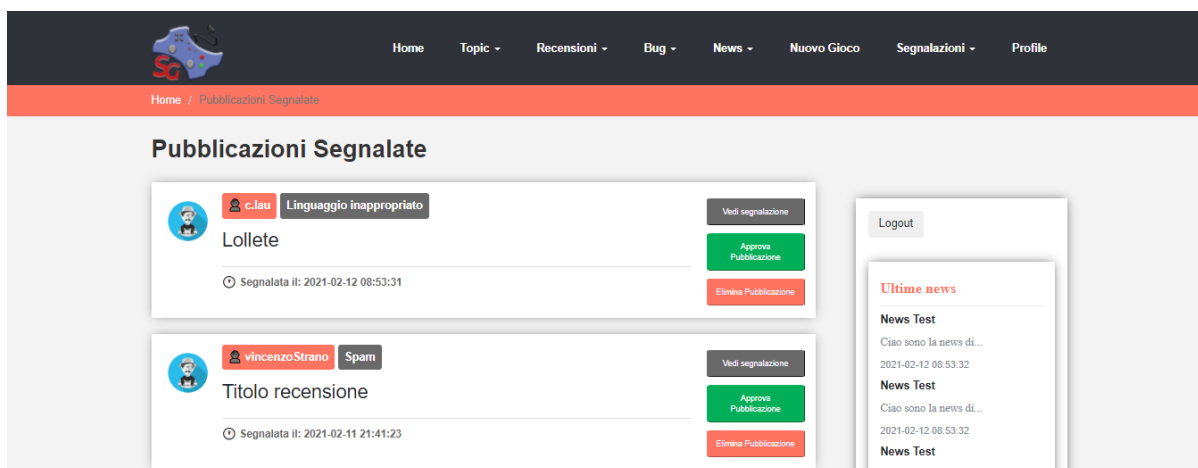 SG
Home Topic Recensioni Bug News Nuovo Gioco Segnalazioni Profile
Home / Pubblicazioni Segnalate
Pubblicazioni Segnalate
c.lau Linguaggio inappropriato
Lollete
Segnalata il: 2021-02-12 08:53:31
Vedi segnalazione
Approva
Pubblicazione
Elimina Pubblicazione
vincenzoStrano Spam
Titolo recensione
Segnalata il: 2021-02-11 21:41:23
Vedi segnalazione
Approva
Pubblicazione
Elimina Pubblicazione
Logout
Ultime news
News Test
Ciao sono la news di...
2021-02-12 08:53:32
News Test
Ciao sono la news di...
2021-02-12 08:53:32
News Test